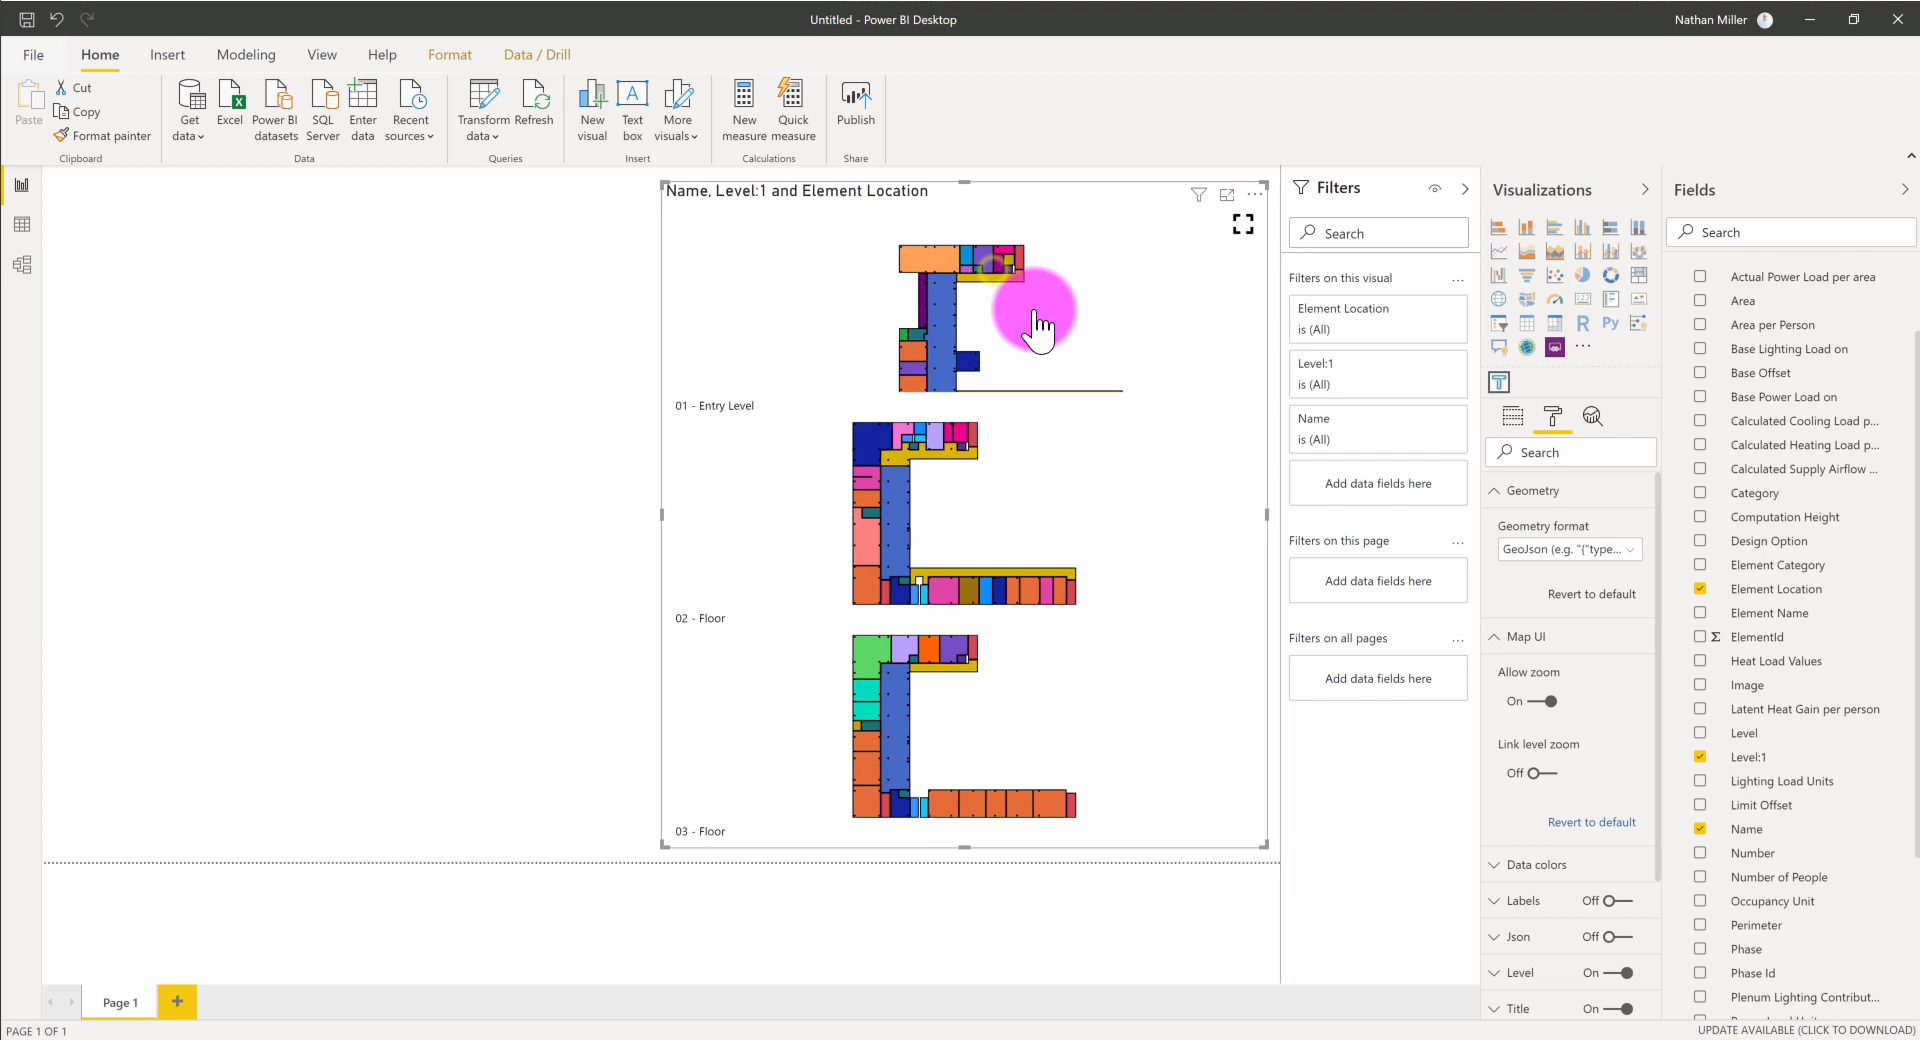 Untitled - Power BI Desktop
Nathan Miller
File
Home
Insert
Modeling
View
Help
Format
Data / Drill
Paste
Cut
Copy
Format painter
Clipboard
Get
data
Excel
Power BI
datasets
SQL
Server
Enter
data
Recent
sources
Data
Transform
data
Refresh
Queries
New
visual
A
Text
box
More
visuals
Insert
New
measure
Quick
measure
Calculations
Publish
Share
Name, Level:1 and Element Location
01 - Entry Level
02 - Floor
03 - Floor
Filters
Search
Filters on this visual
...
Element Location
is (All)
Level:1
is (All)
Name
is (All)
Add data fields here
Filters on this page
...
Add data fields here
Filters on all pages
...
Add data fields here
Visualizations
123
R
Py
...
T
Search
Geometry
Geometry format
GeoJson (e.g. "{"type...
Revert to default
Map UI
Allow zoom
On
Link level zoom
Off
Revert to default
Data colors
Labels
Off
Json
Off
Level
On
Title
On
Fields
Search
Actual Power Load per area
Area
Area per Person
Base Lighting Load on
Base Offset
Base Power Load on
Calculated Cooling Load p...
Calculated Heating Load p...
Calculated Supply Airflow ...
Category
Computation Height
Design Option
Element Category
Element Location
Element Name
Σ ElementId
Heat Load Values
Image
Latent Heat Gain per person
Level
Level:1
Lighting Load Units
Limit Offset
Name
Number
Number of People
Occupancy Unit
Perimeter
Phase
Phase Id
Plenum Lighting Contribut...
Page 1
+
PAGE 1 OF 1
UPDATE AVAILABLE (CLICK TO DOWNLOAD)